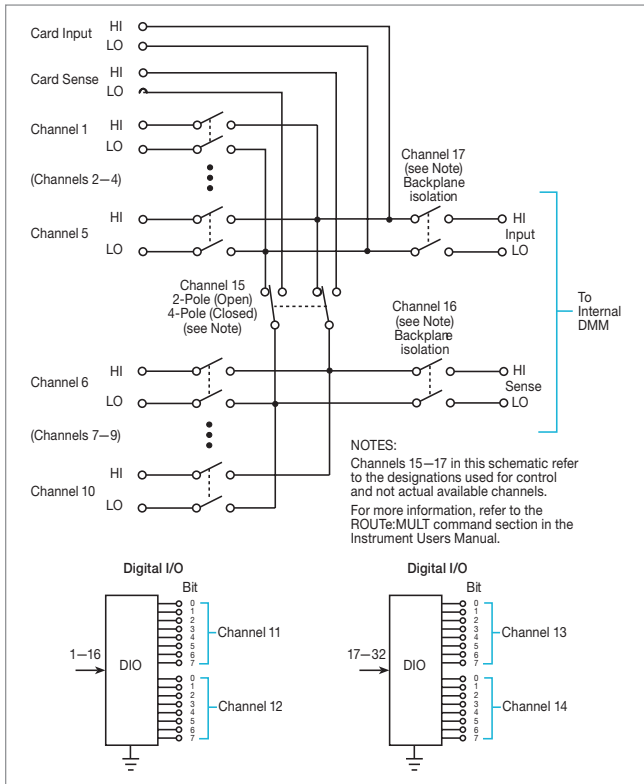 Card Input HI
LO
Card Sense HI
LO
Channel 1 HI
LO
(Channels 2—4)
Channel 5 HI
LO
Channel 17
(see Note)
Backplane
isolation
HI
Input
LO
Channel 15
2-Pole (Open)
4-Pole (Closed)
(see Note)
Channel 16
(see Note)
Backplane
isolation
To
Internal
DMM
Channel 6 HI
LO
HI
Sense
LO
(Channels 7—9)
Channel 10 HI
LO
NOTES:
Channels 15—17 in this schematic refer
to the designations used for control
and not actual available channels.
For more information, refer to the
ROUTe:MULT command section in the
Instrument Users Manual.
Digital I/O
Bit
1—16
DIO
0
1
2
3
4
5
6
7
Channel 11
0
1
2
3
4
5
6
7
Channel 12
Digital I/O
Bit
17—32
DIO
0
1
2
3
4
5
6
7
Channel 13
0
1
2
3
4
5
6
7
Channel 14